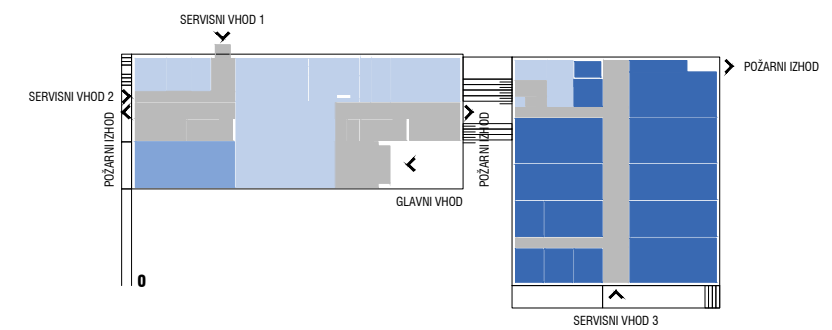 SERVISNI VHOD 1
POŽARNI IZHOD
SERVISNI VHOD 2
POŽARNI IZHOD
POŽARNI IZHOD
GLAVNI VHOD
0
SERVISNI VHOD 3